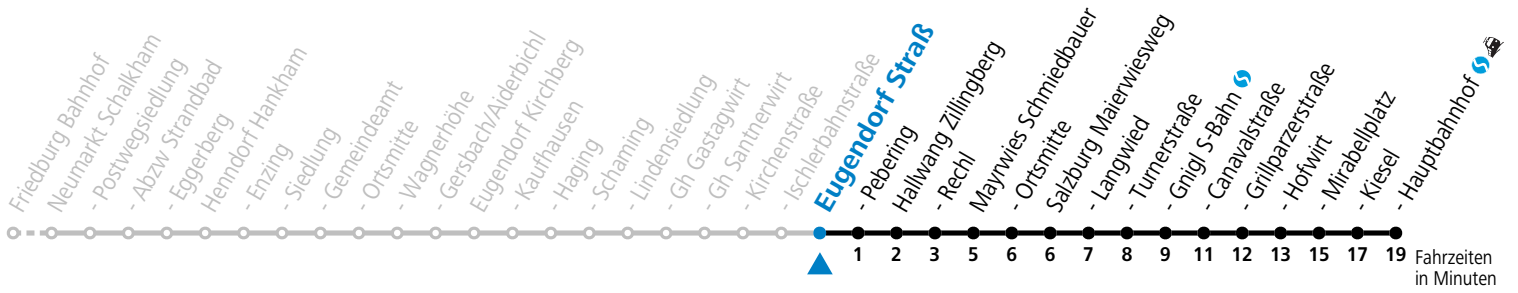 Friedburg Bahnhof
Neumarkt Schalkham
- Postwegsiedlung
- Abzw Strandbad
- Eggerberg
Henndorf Hankham
- Enzing
- Siedlung
- Gemeindeamt
- Ortsmitte
- Wagnerhöhe
- Gersbach/Aiderbichl
Eugendorf Kirchberg
- Kaufhausen
- Haging
- Schaming
- Lindensiedlung
- Gh Gastagwirt
- Gh Santnerwirt
- Kirchenstraße
- Ischlerbahnstraße
Eugendorf Straß
- Pebering
Hallwang Zillingberg
- Rechl
Maynwies Schmiedbauer
- Ortsmitte
Salzburg Maierwiesweg
- Langwied
- Turnerstraße
- Gnigl S-Bahn
- Canavalstraße
- Grillparzerstraße
- Hofwirt
- Mirabellplatz
- Kiesel
- Hauptbahnhof
1 2 3 5 6 6 7 8 9 11 12 13 15 17 19 Fahrzeiten
in Minuten